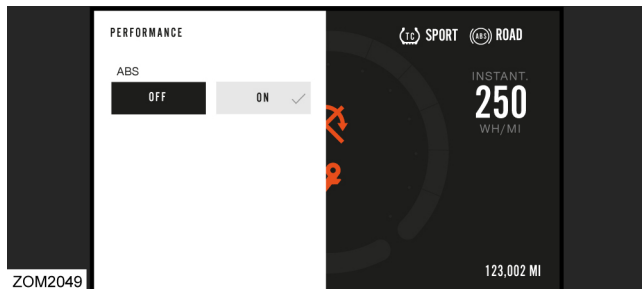 PERFORMANCE
ABS
OFF ON
TC SPORT ABS ROAD
INSTANT.
250
WH/MI
123,002 MI
ZOM2049